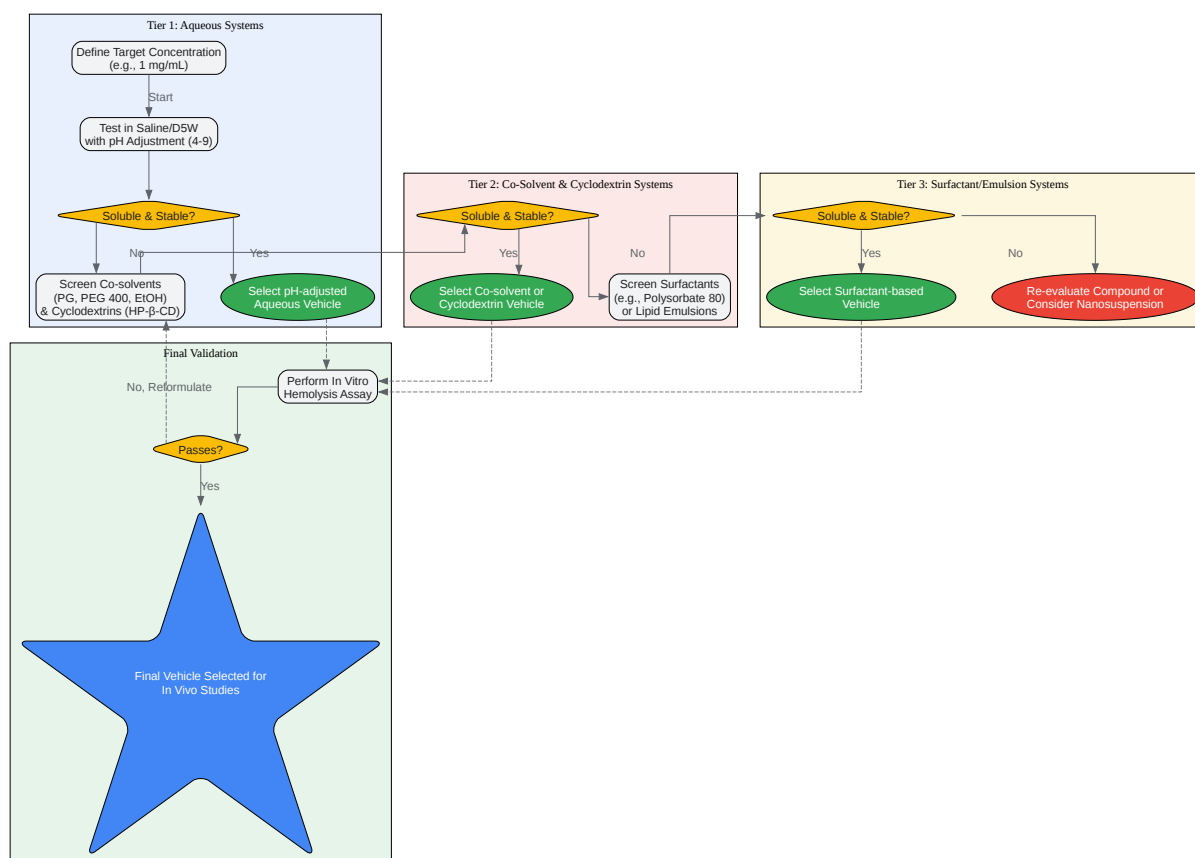 Tier 1: Aqueous Systems
Define Target Concentration
(e.g., 1 mg/mL)
Start
Test in Saline/D5W
with pH Adjustment (4-9)
Soluble & Stable?
No
Yes
Screen Co-solvents
(PG, PEG 400, EtOH)
& Cyclodextrins (HP-β-CD)
Select pH-adjusted
Aqueous Vehicle
Tier 2: Co-Solvent & Cyclodextrin Systems
Soluble & Stable?
Yes
No
Select Co-solvent or
Cyclodextrin Vehicle
Screen Surfactants
(e.g., Polysorbate 80)
or Lipid Emulsions
Tier 3: Surfactant/Emulsion Systems
Soluble & Stable?
Yes
No
Select Surfactant-based
Vehicle
Re-evaluate Compound or
Consider Nanosuspension
Final Validation
No, Reformulate
Perform In Vitro
Hemolysis Assay
Passes?
Yes
Final Vehicle Selected for
In Vivo Studies